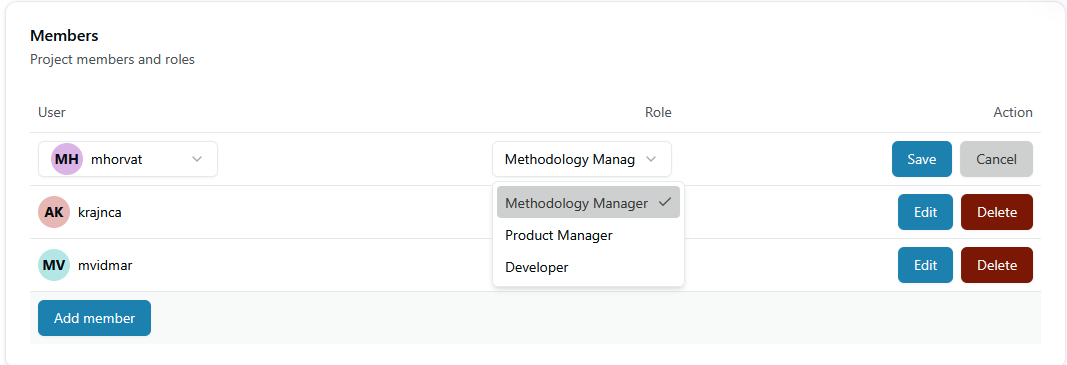 Members
Project members and roles
User Role Action
MH mhorvat Methodology Manag Save Cancel
Methodology Manager
AK krajnca Edit Delete
Product Manager
MV mvidmar Edit Delete
Developer
Add member